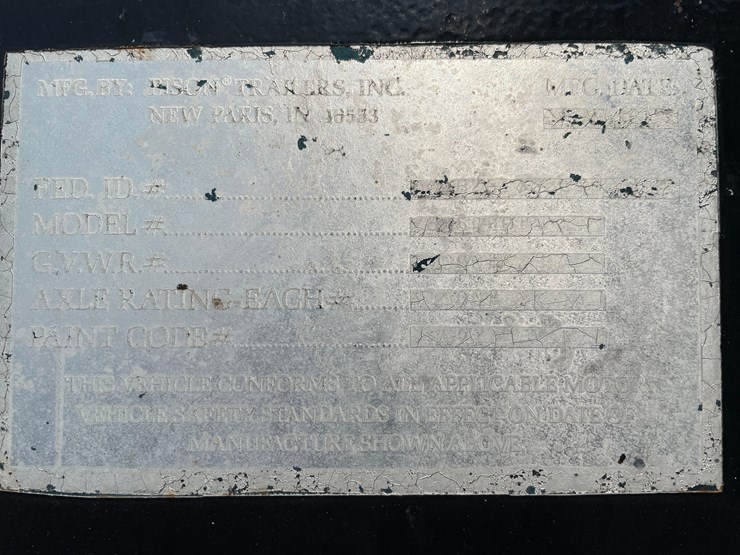 MFG. BY: BISON® TRAILERS, INC. MFG. DATE
NEW PARIS, IN 46553
FED. ID. #
MODEL #
G.V.W.R. #
AXLE RATING-EACH #
PAINT CODE #
THIS VEHICLE CONFORMS TO ALL APPLICABLE MOTOR
VEHICLE SAFETY STANDARDS IN EFFECT ON DATE OF
MANUFACTURE SHOWN ABOVE